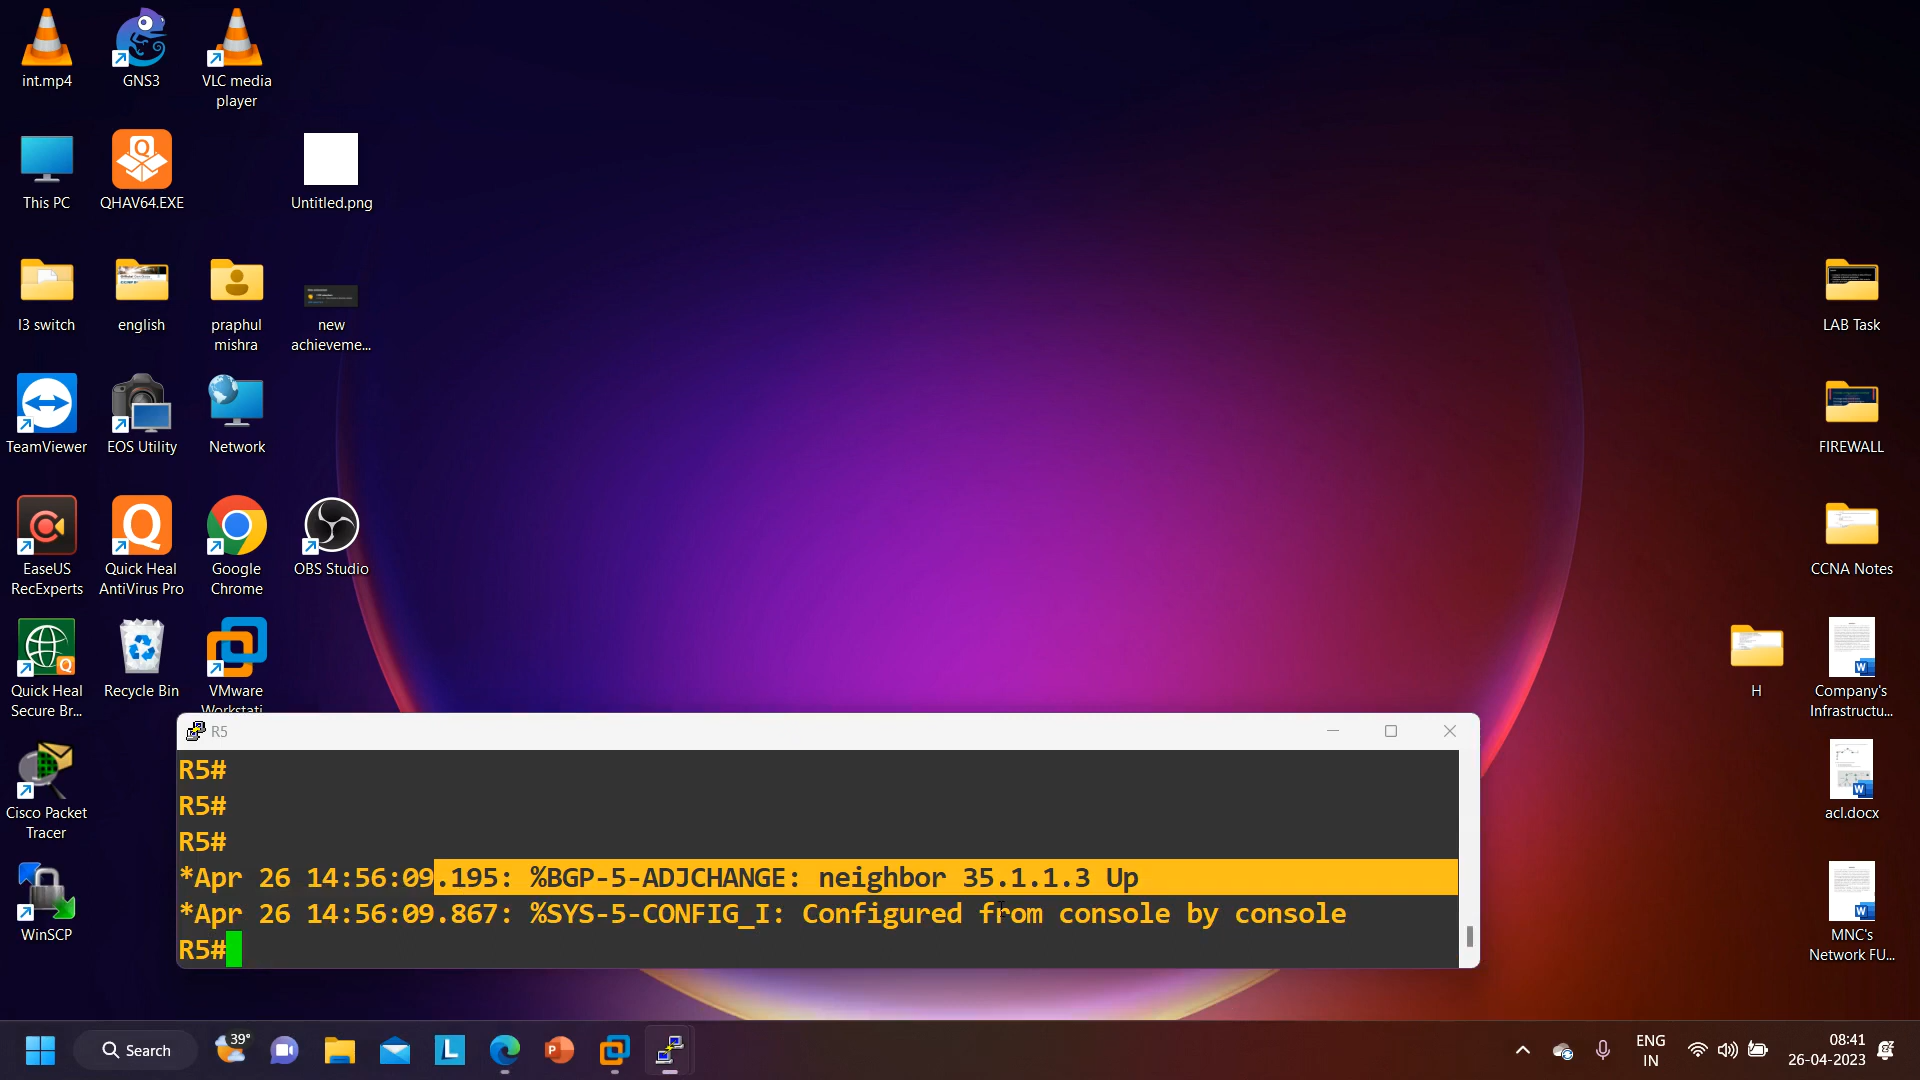 int.mp4
GNS3
VLC media
player
This PC
QHAV64.EXE
Untitled.png
l3 switch
english
praphul
mishra
new
achieveme...
LAB Task
TeamViewer
EOS Utility
Network
FIREWALL
EaseUS
RecExperts
Quick Heal
AntiVirus Pro
Google
Chrome
OBS Studio
CCNA Notes
Quick Heal
Secure Br...
Recycle Bin
VMware
Workstati...
H
Company's
Infrastructu...
Cisco Packet
Tracer
acl.docx
WinSCP
MNC's
Network FU...
R5
R5#
R5#
R5#
*Apr 26 14:56:09.195: %BGP-5-ADJCHANGE: neighbor 35.1.1.3 Up
*Apr 26 14:56:09.867: %SYS-5-CONFIG_I: Configured from console by console
R5#
Search
39°
ENG
IN
08:41
26-04-2023